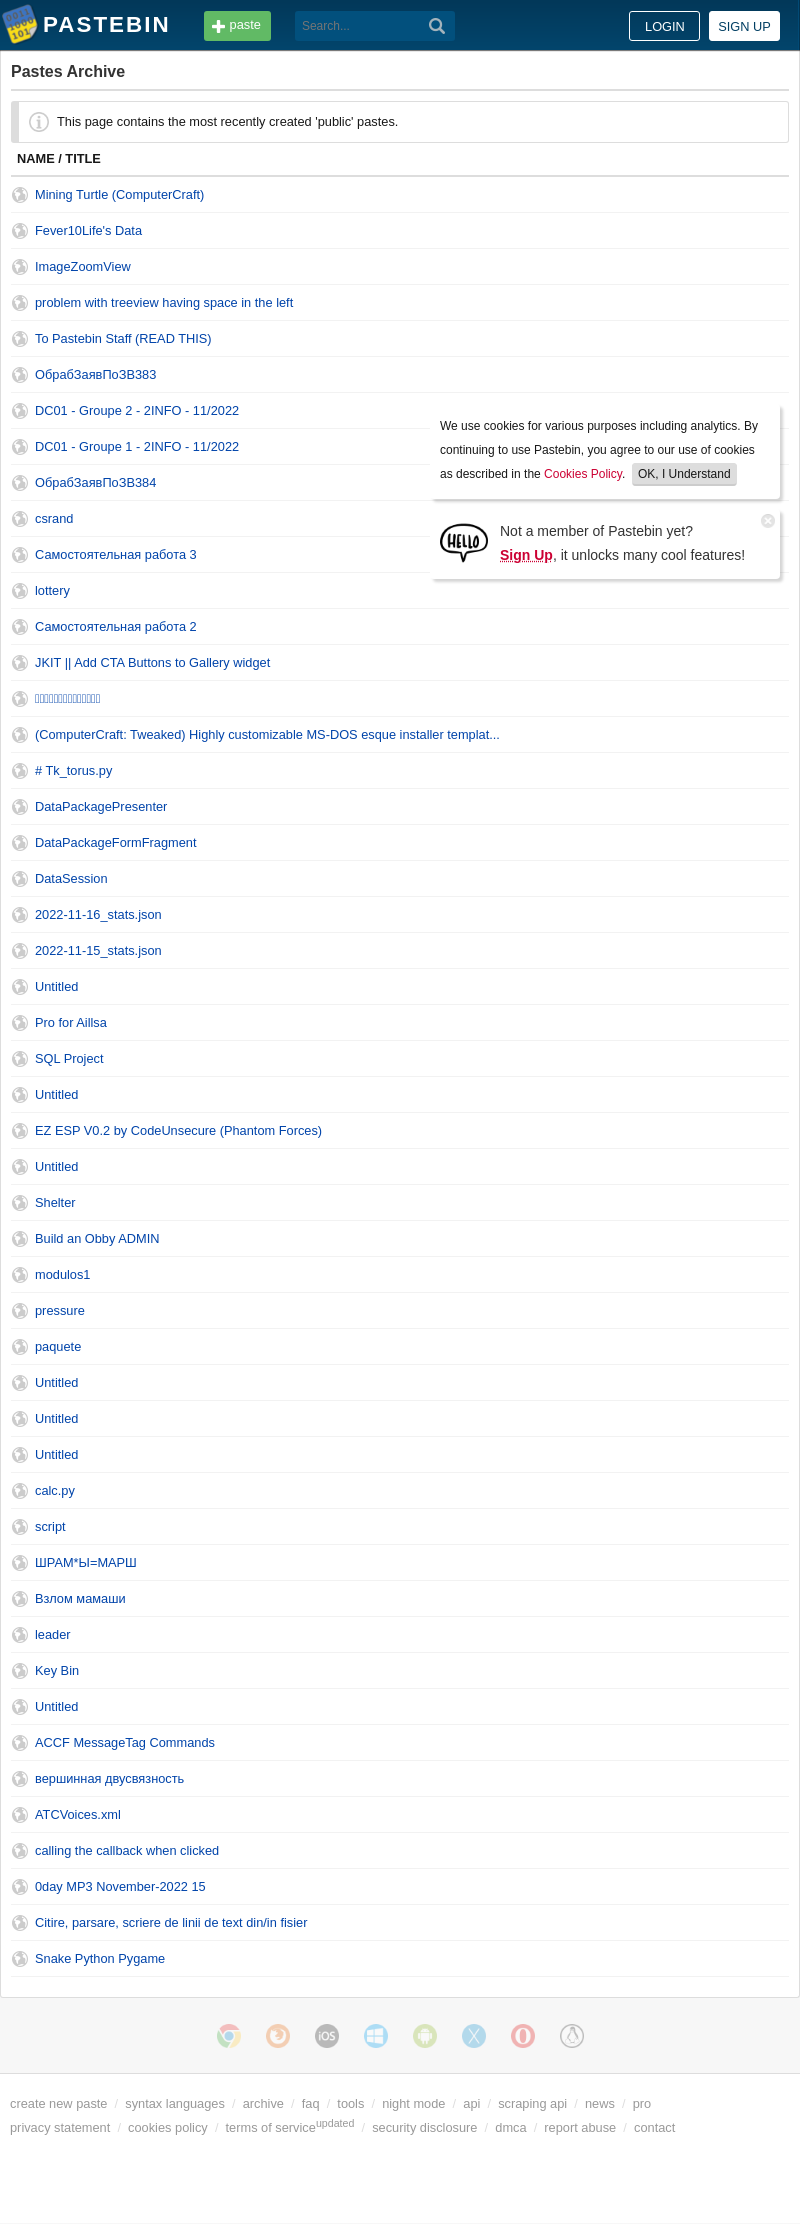 PASTEBIN
paste
Search...
LOGIN
SIGN UP
Pastes Archive
This page contains the most recently created 'public' pastes.
NAME / TITLE
Mining Turtle (ComputerCraft)
Fever10Life's Data
ImageZoomView
problem with treeview having space in the left
To Pastebin Staff (READ THIS)
ОбрабЗаявПоЗВ383
DC01 - Groupe 2 - 2INFO - 11/2022
DC01 - Groupe 1 - 2INFO - 11/2022
ОбрабЗаявПоЗВ384
csrand
Самостоятельная работа 3
lottery
Самостоятельная работа 2
JKIT || Add CTA Buttons to Gallery widget
(ComputerCraft: Tweaked) Highly customizable MS-DOS esque installer templat...
# Tk_torus.py
DataPackagePresenter
DataPackageFormFragment
DataSession
2022-11-16_stats.json
2022-11-15_stats.json
Untitled
Pro for Aillsa
SQL Project
Untitled
EZ ESP V0.2 by CodeUnsecure (Phantom Forces)
Untitled
Shelter
Build an Obby ADMIN
modulos1
pressure
paquete
Untitled
Untitled
Untitled
calc.py
script
ШРАМ*Ы=МАРШ
Взлом мамаши
leader
Key Bin
Untitled
ACCF MessageTag Commands
вершинная двусвязность
ATCVoices.xml
calling the callback when clicked
0day MP3 November-2022 15
Citire, parsare, scriere de linii de text din/in fisier
Snake Python Pygame
We use cookies for various purposes including analytics. By
continuing to use Pastebin, you agree to our use of cookies
as described in the Cookies Policy. OK, I Understand
HELLO
Not a member of Pastebin yet?
Sign Up, it unlocks many cool features!
iOS
create new paste / syntax languages / archive / faq / tools / night mode / api / scraping api / news / pro
privacy statement / cookies policy / terms of service updated / security disclosure / dmca / report abuse / contact